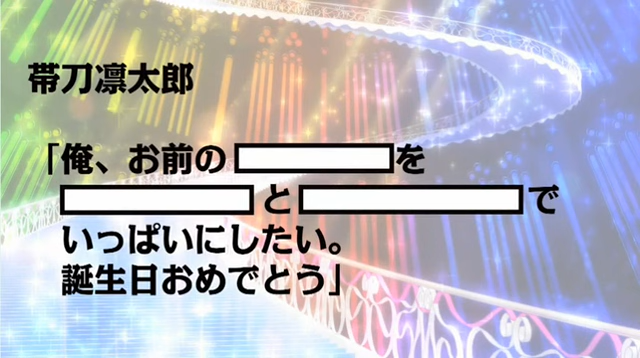 帯刀凛太郎
「俺、お前の を
と で
いっぱいにしたい。
誕生日おめでとう」